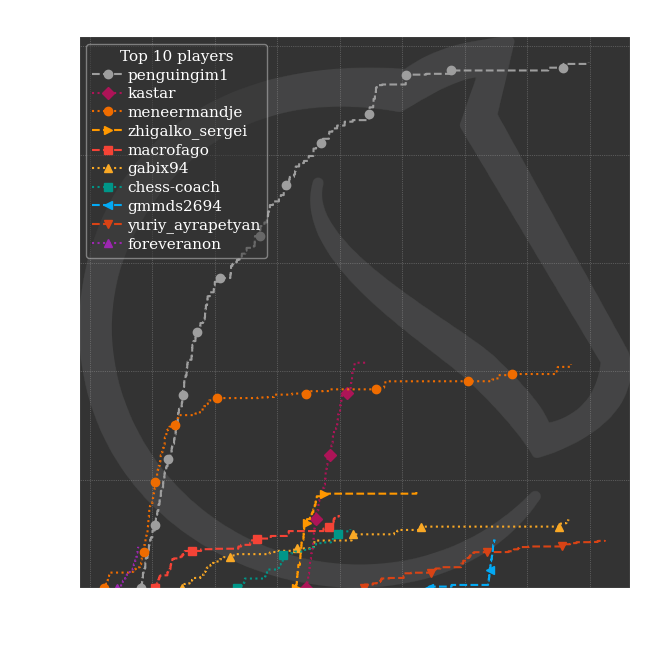 Top 10 players
penguingim1
kastar
meneermandje
zhigalko_sergei
macrofago
gabix94
chess-coach
gmmds2694
yuriy_ayrapetyan
foreveranon